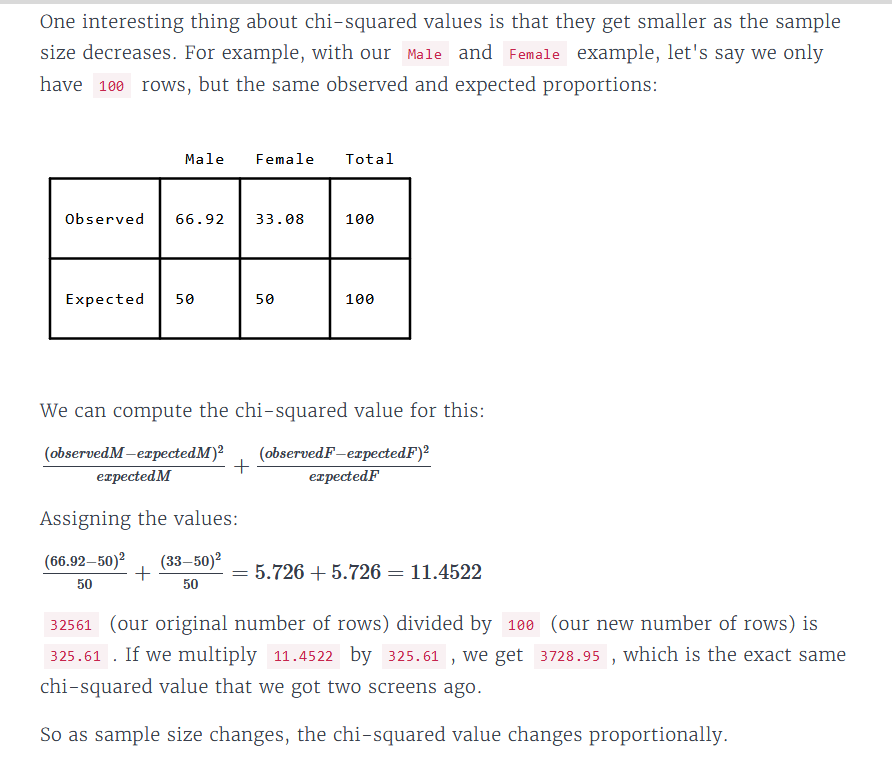 One interesting thing about chi-squared values is that they get smaller as the sample
size decreases. For example, with our Male and Female example, let's say we only
have 100 rows, but the same observed and expected proportions:
Male Female Total
Observed 66.92 33.08 100
Expected 50 50 100
We can compute the chi-squared value for this:
(observedM−expectedM)²/expectedM + (observedF−expectedF)²/expectedF
Assigning the values:
(66.92−50)²/50 + (33−50)²/50 = 5.726 + 5.726 = 11.4522
32561 (our original number of rows) divided by 100 (our new number of rows) is
325.61 . If we multiply 11.4522 by 325.61 , we get 3728.95 , which is the exact same
chi-squared value that we got two screens ago.
So as sample size changes, the chi-squared value changes proportionally.